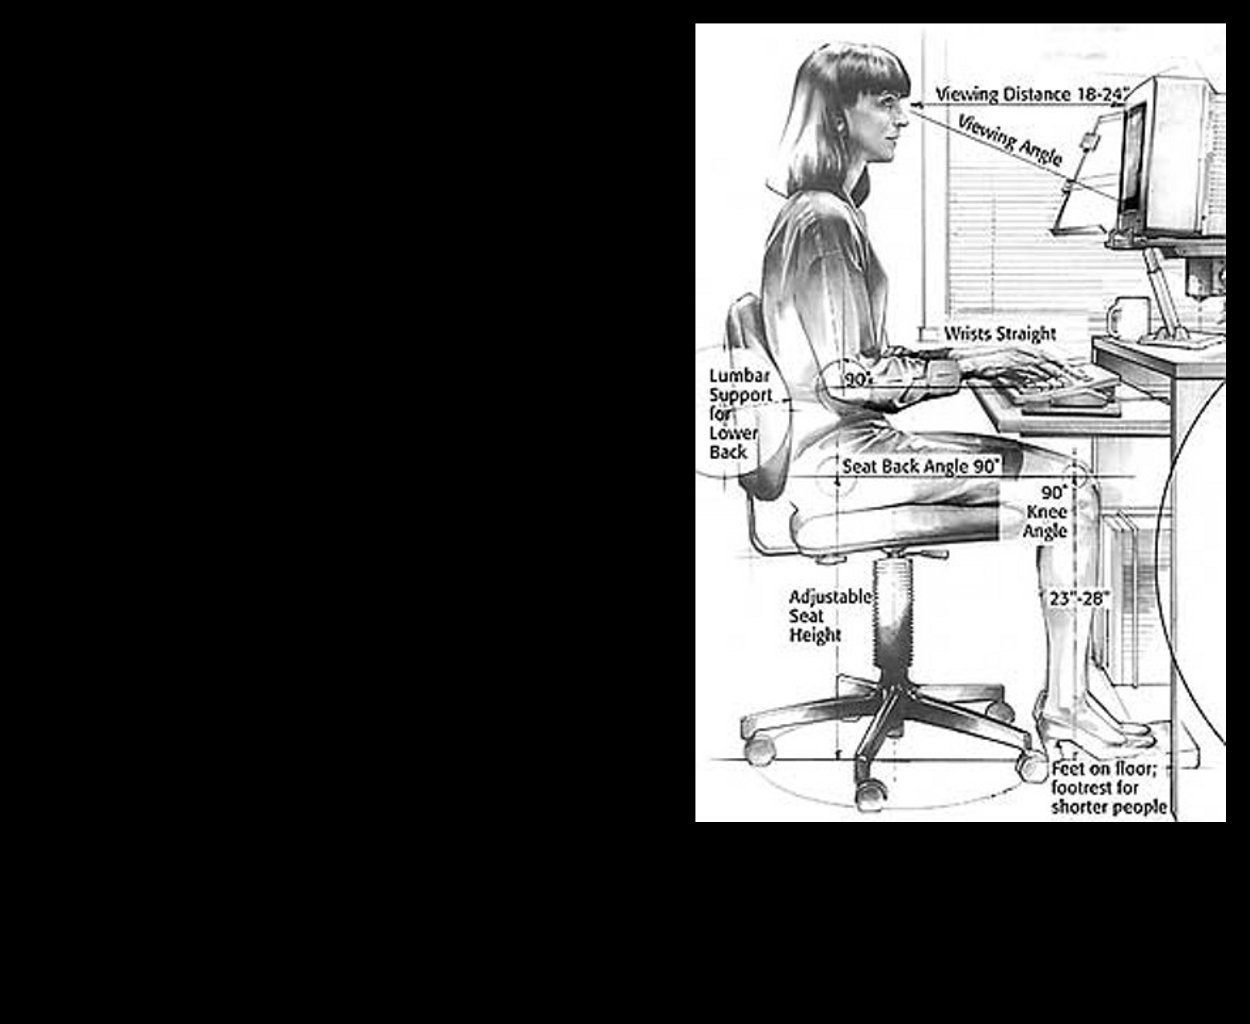 Viewing Distance 18-24"
Viewing Angle
Wrists Straight
90°
Lumbar
Support
for
Lower
Back
Seat Back Angle 90°
90°
Knee
Angle
Adjustable
Seat
Height
23"-28"
Feet on floor;
footrest for
shorter people